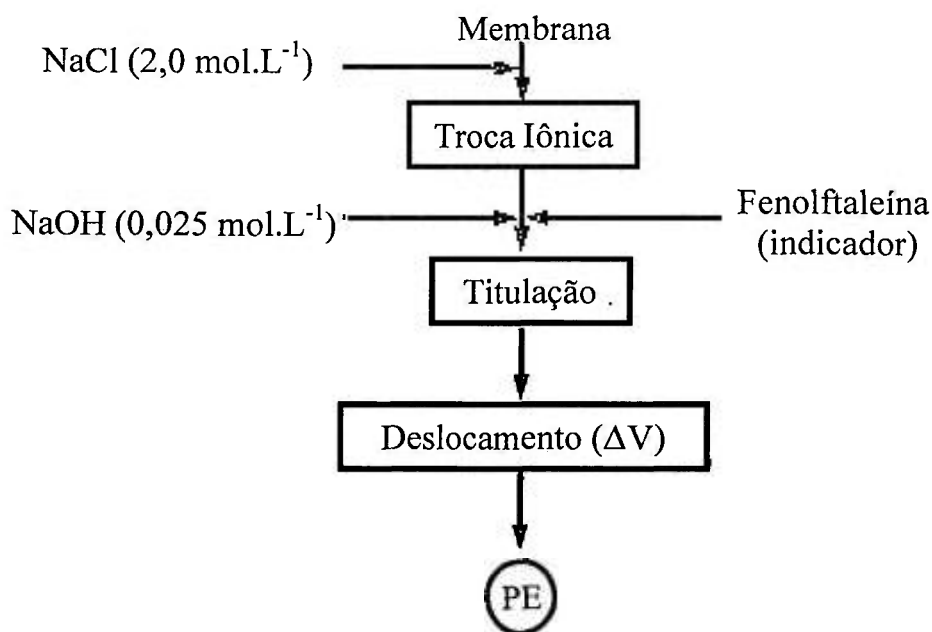 Membrana
NaCl (2,0 mol.L⁻¹)
Troca Iônica
NaOH (0,025 mol.L⁻¹)
Fenolftaleína
(indicador)
Titulação
Deslocamento (ΔV)
PE